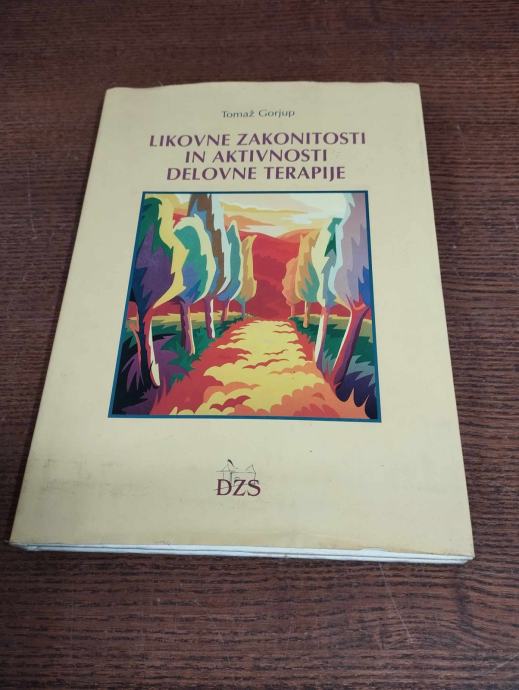 Tomaž Gorjup
LIKOVNE ZAKONITOSTI
IN AKTIVNOSTI
DELOVNE TERAPIJE
DZS